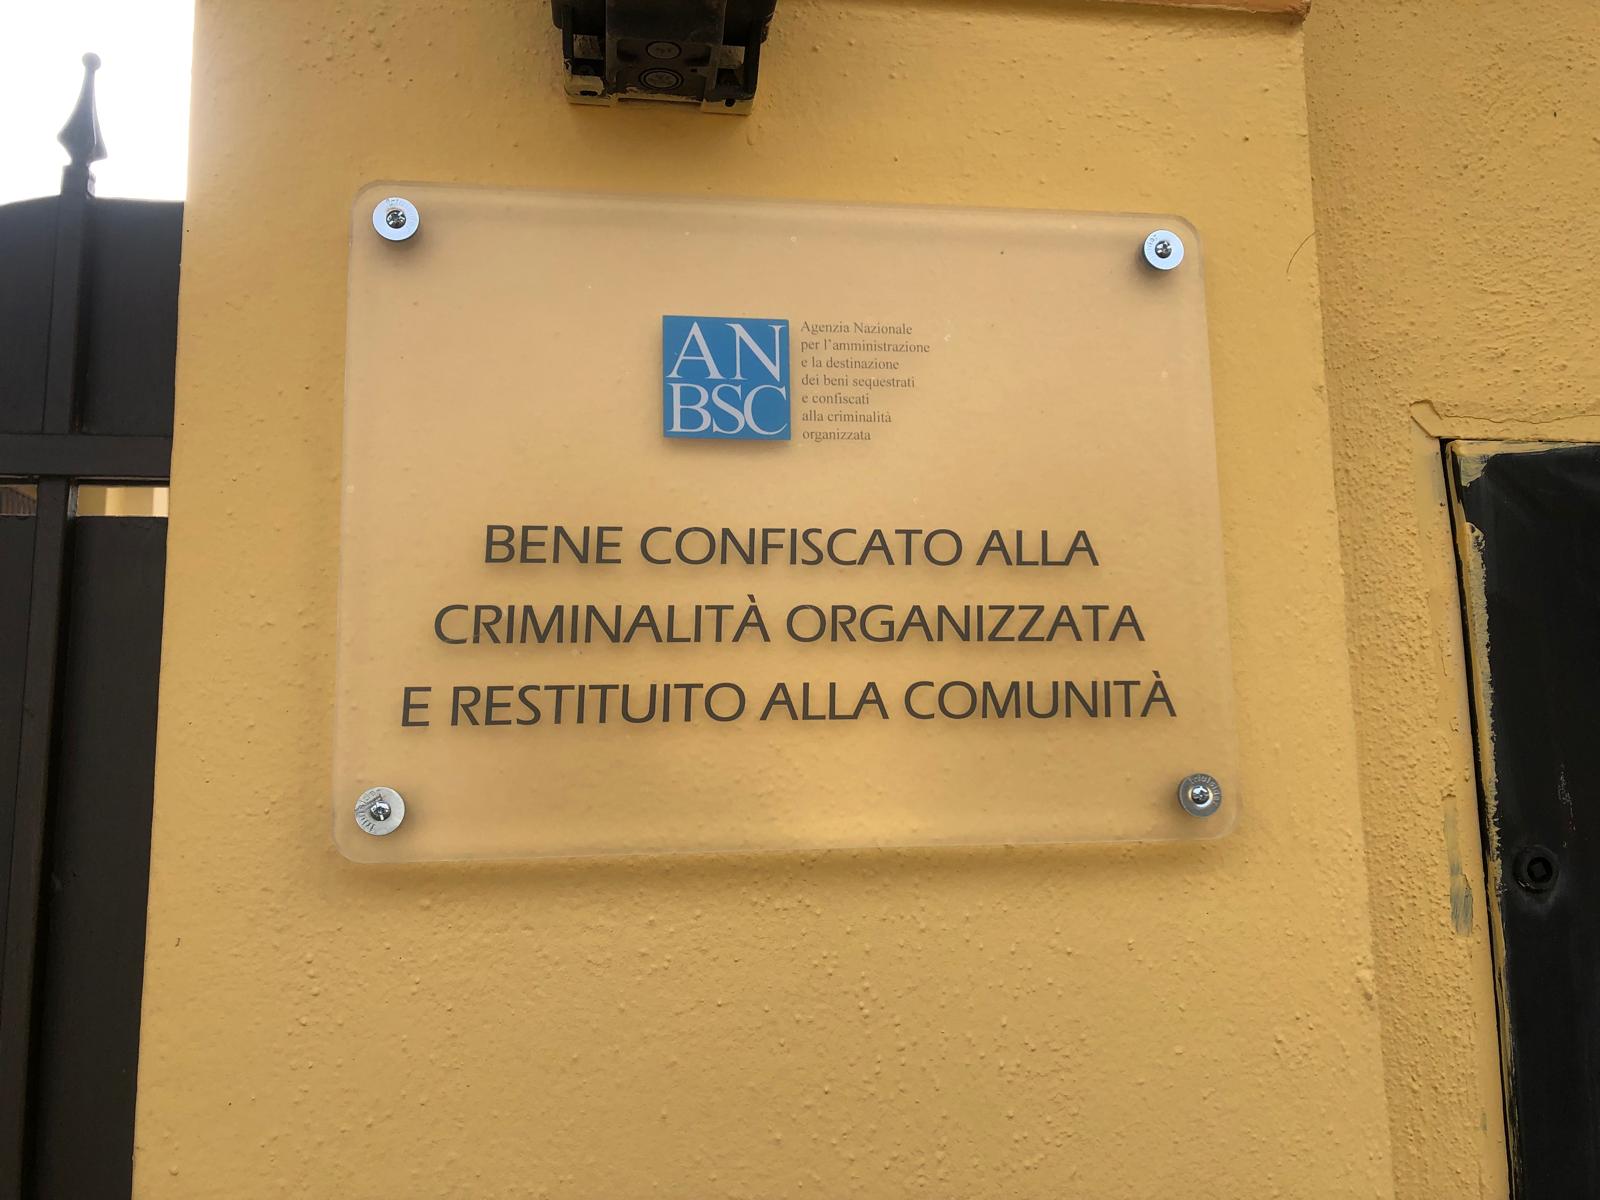 AN
BSC
Agenzia Nazionale
per l'amministrazione
e la destinazione
dei beni sequestrati
e confiscati
alla criminalità
organizzata
BENE CONFISCATO ALLA
CRIMINALITÀ ORGANIZZATA
E RESTITUITO ALLA COMUNITÀ